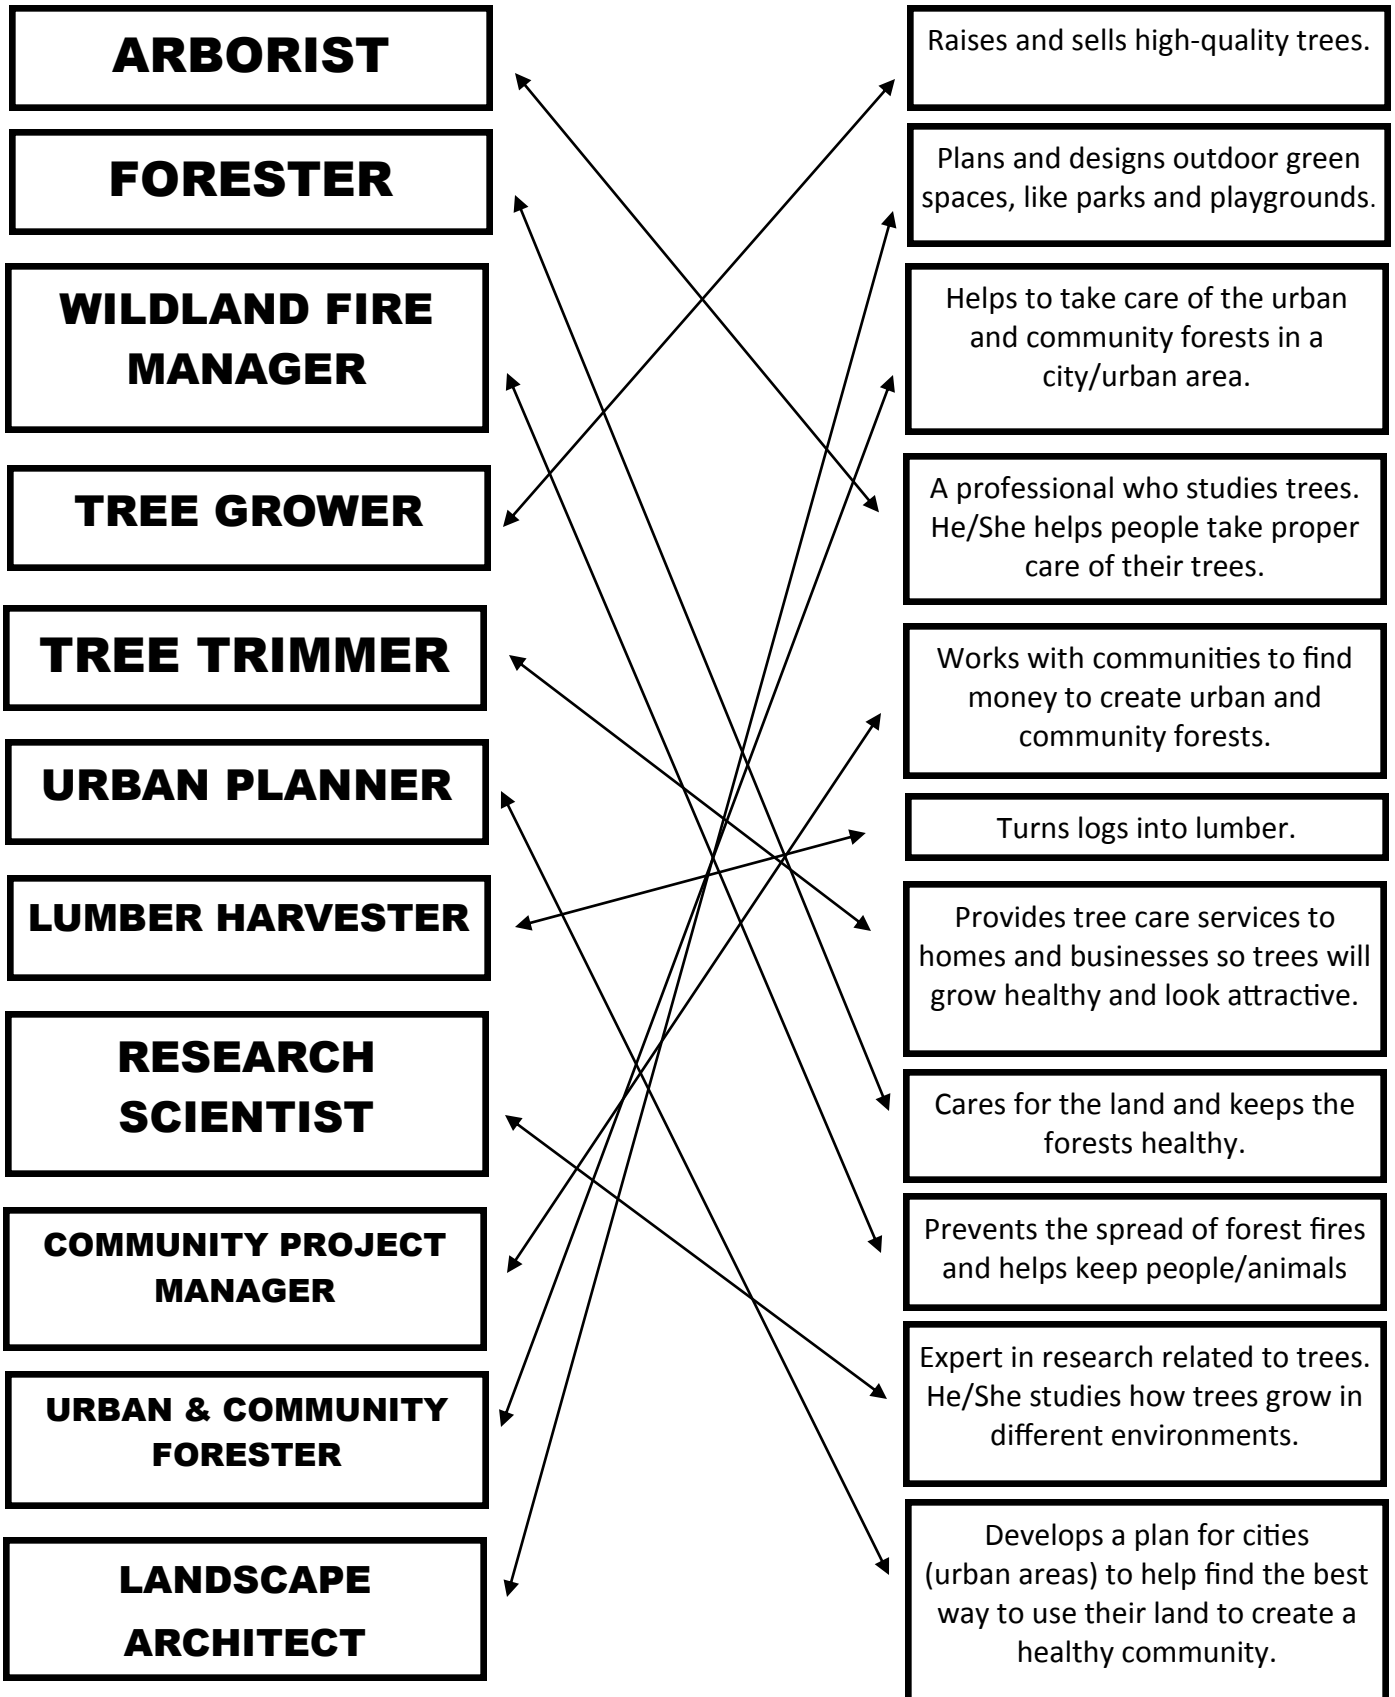 ARBORIST
FORESTER
WILDLAND FIRE
MANAGER
TREE GROWER
TREE TRIMMER
URBAN PLANNER
LUMBER HARVESTER
RESEARCH
SCIENTIST
COMMUNITY PROJECT
MANAGER
URBAN & COMMUNITY
FORESTER
LANDSCAPE
ARCHITECT
Raises and sells high-quality trees.
Plans and designs outdoor green
spaces, like parks and playgrounds.
Helps to take care of the urban
and community forests in a
city/urban area.
A professional who studies trees.
He/She helps people take proper
care of their trees.
Works with communities to find
money to create urban and
community forests.
Turns logs into lumber.
Provides tree care services to
homes and businesses so trees will
grow healthy and look attractive.
Cares for the land and keeps the
forests healthy.
Prevents the spread of forest fires
and helps keep people/animals
Expert in research related to trees.
He/She studies how trees grow in
different environments.
Develops a plan for cities
(urban areas) to help find the best
way to use their land to create a
healthy community.